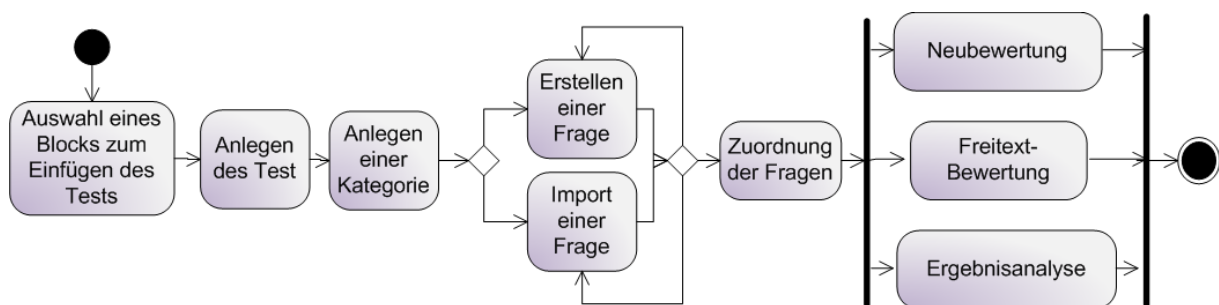 Auswahl eines
Blocks zum
Einfügen des
Tests
Anlegen
des Test
Anlegen
einer
Kategorie
Erstellen
einer
Frage
Import
einer
Frage
Zuordnung
der Fragen
Neubewertung
Freitext-
Bewertung
Ergebnisanalyse